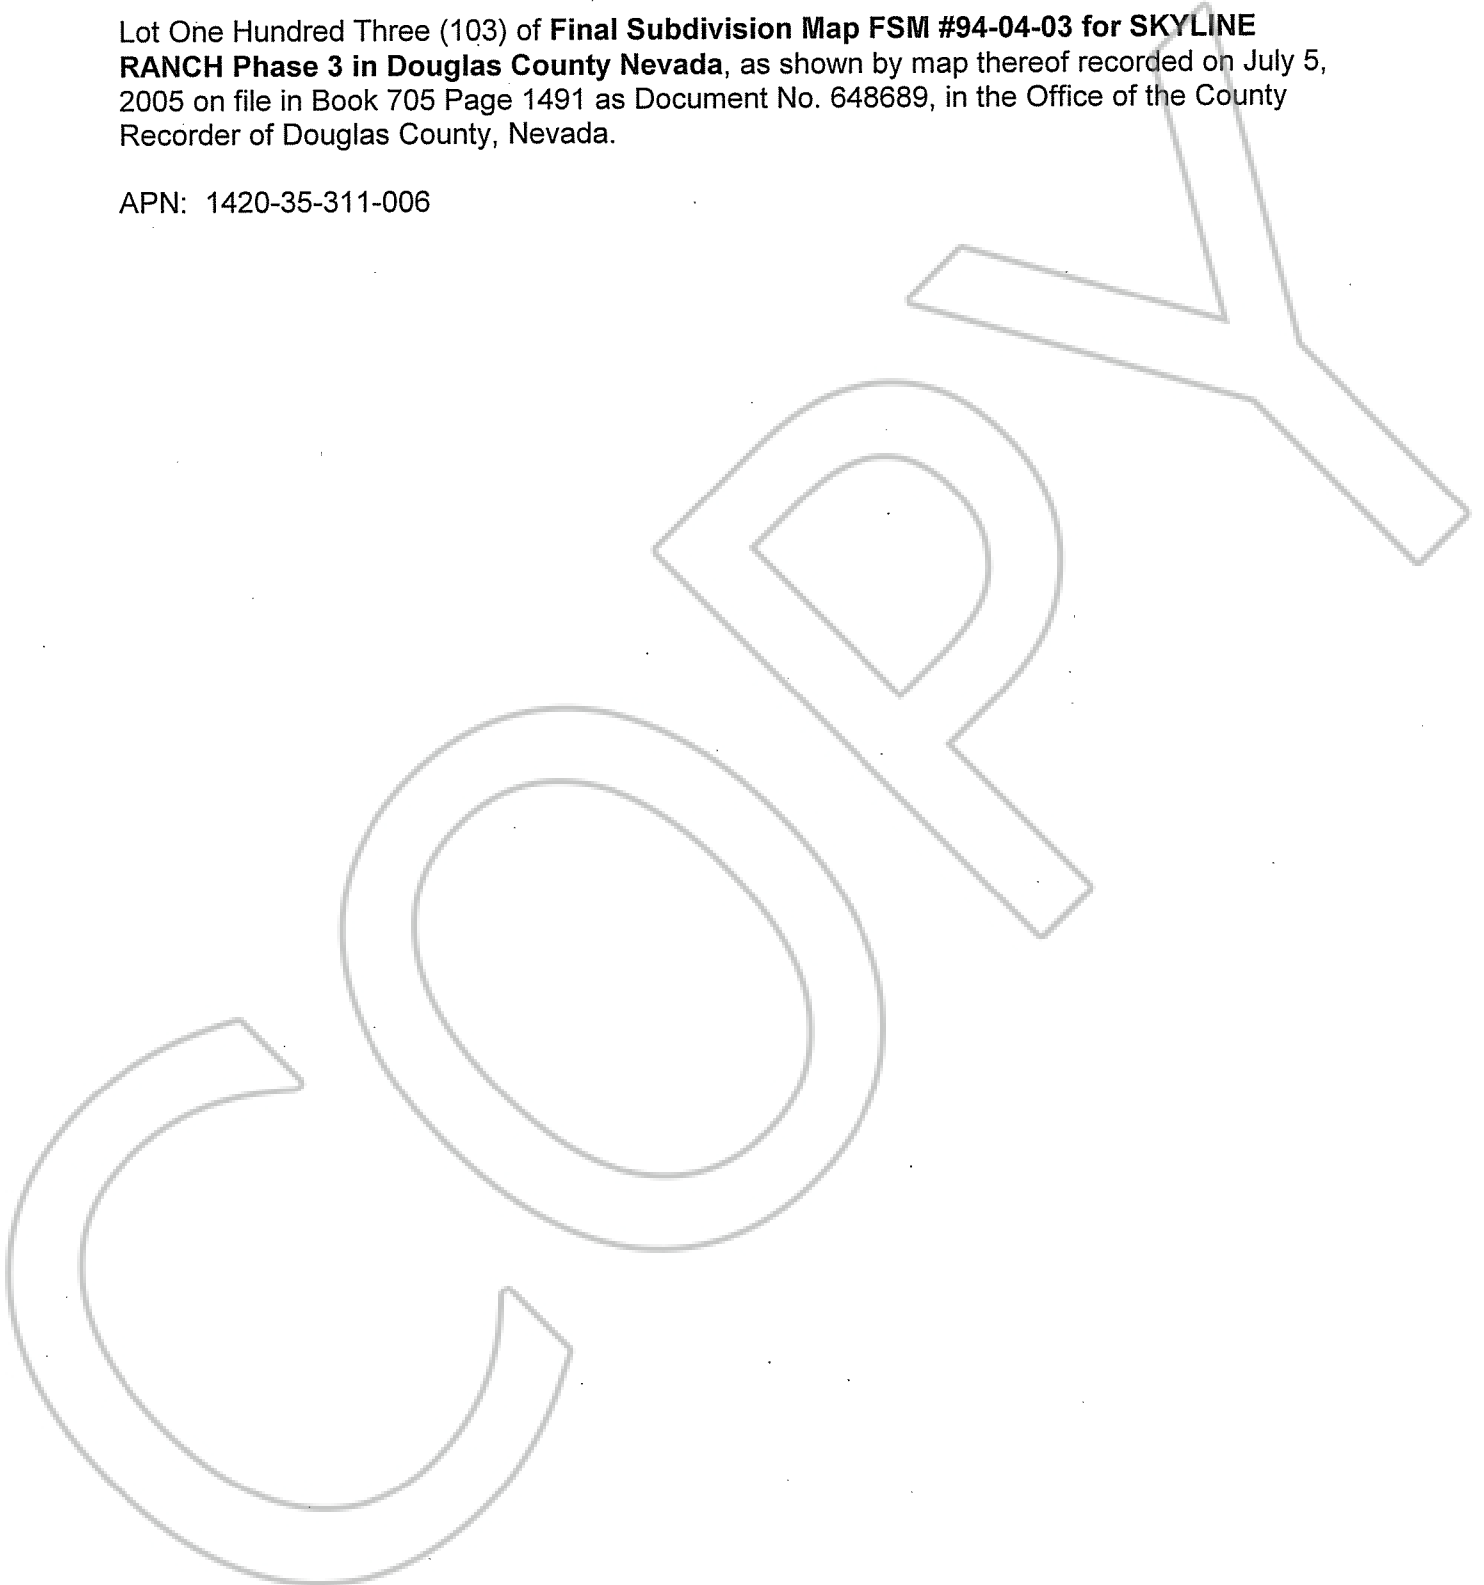 Lot One Hundred Three (103) of Final Subdivision Map FSM #94-04-03 for SKYLINE
RANCH Phase 3 in Douglas County Nevada, as shown by map thereof recorded on July 5,
2005 on file in Book 705 Page 1491 as Document No. 648689, in the Office of the County
Recorder of Douglas County, Nevada.
APN: 1420-35-311-006
COPY